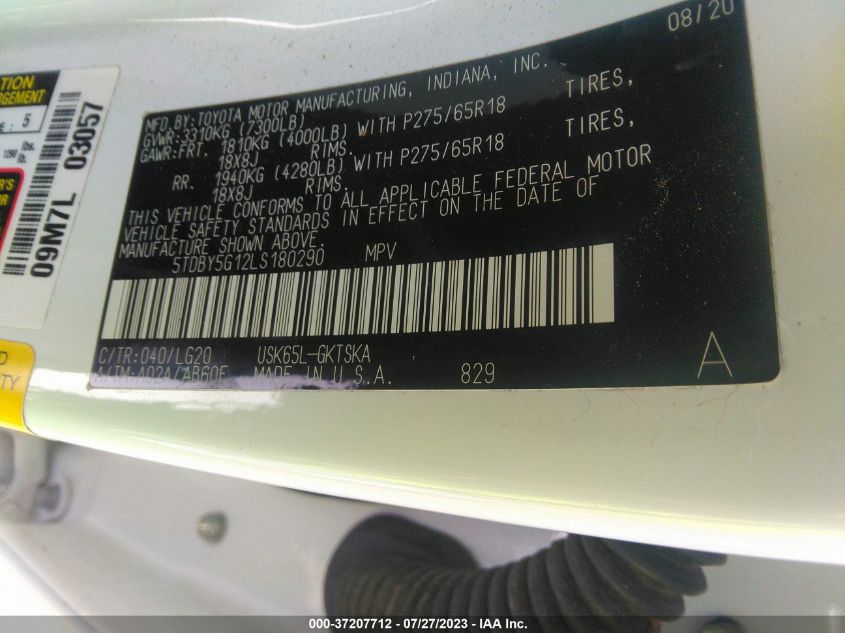 08/20
MFD.BY:TOYOTA MOTOR MANUFACTURING, INDIANA, INC.
GVWR:3310KG (7300LB)
GAWR:FRT. 1810KG (4000LB) WITH P275/65R18 TIRES,
18X8J RIMS.
RR. 1940KG (4280LB) WITH P275/65R18 TIRES,
18X8J RIMS.
THIS VEHICLE CONFORMS TO ALL APPLICABLE FEDERAL MOTOR
VEHICLE SAFETY STANDARDS IN EFFECT ON THE DATE OF
MANUFACTURE SHOWN ABOVE.
5TDBY5G12LS180290 MPV
C/TR:040/LG20 USK65L-GKTSKA
A/TM:A02A/AB60F MADE IN U.S.A. 829
A
5
lbs.
lb.
09M7L 03057
000-37207712 / 07/27/2023 - IAA Inc.